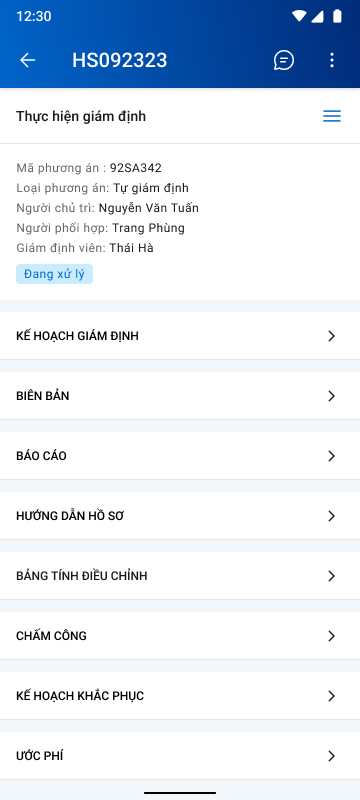 12:30
HS092323
Thực hiện giám định
Mã phương án : 92SA342
Loại phương án: Tự giám định
Người chủ trì: Nguyễn Văn Tuấn
Người phối hợp: Trang Phùng
Giám định viên: Thái Hà
Đang xử lý
KẾ HOẠCH GIÁM ĐỊNH
BIÊN BẢN
BÁO CÁO
HƯỚNG DẪN HỒ SƠ
BẢNG TÍNH ĐIỀU CHỈNH
CHẤM CÔNG
KẾ HOẠCH KHẮC PHỤC
ƯỚC PHÍ